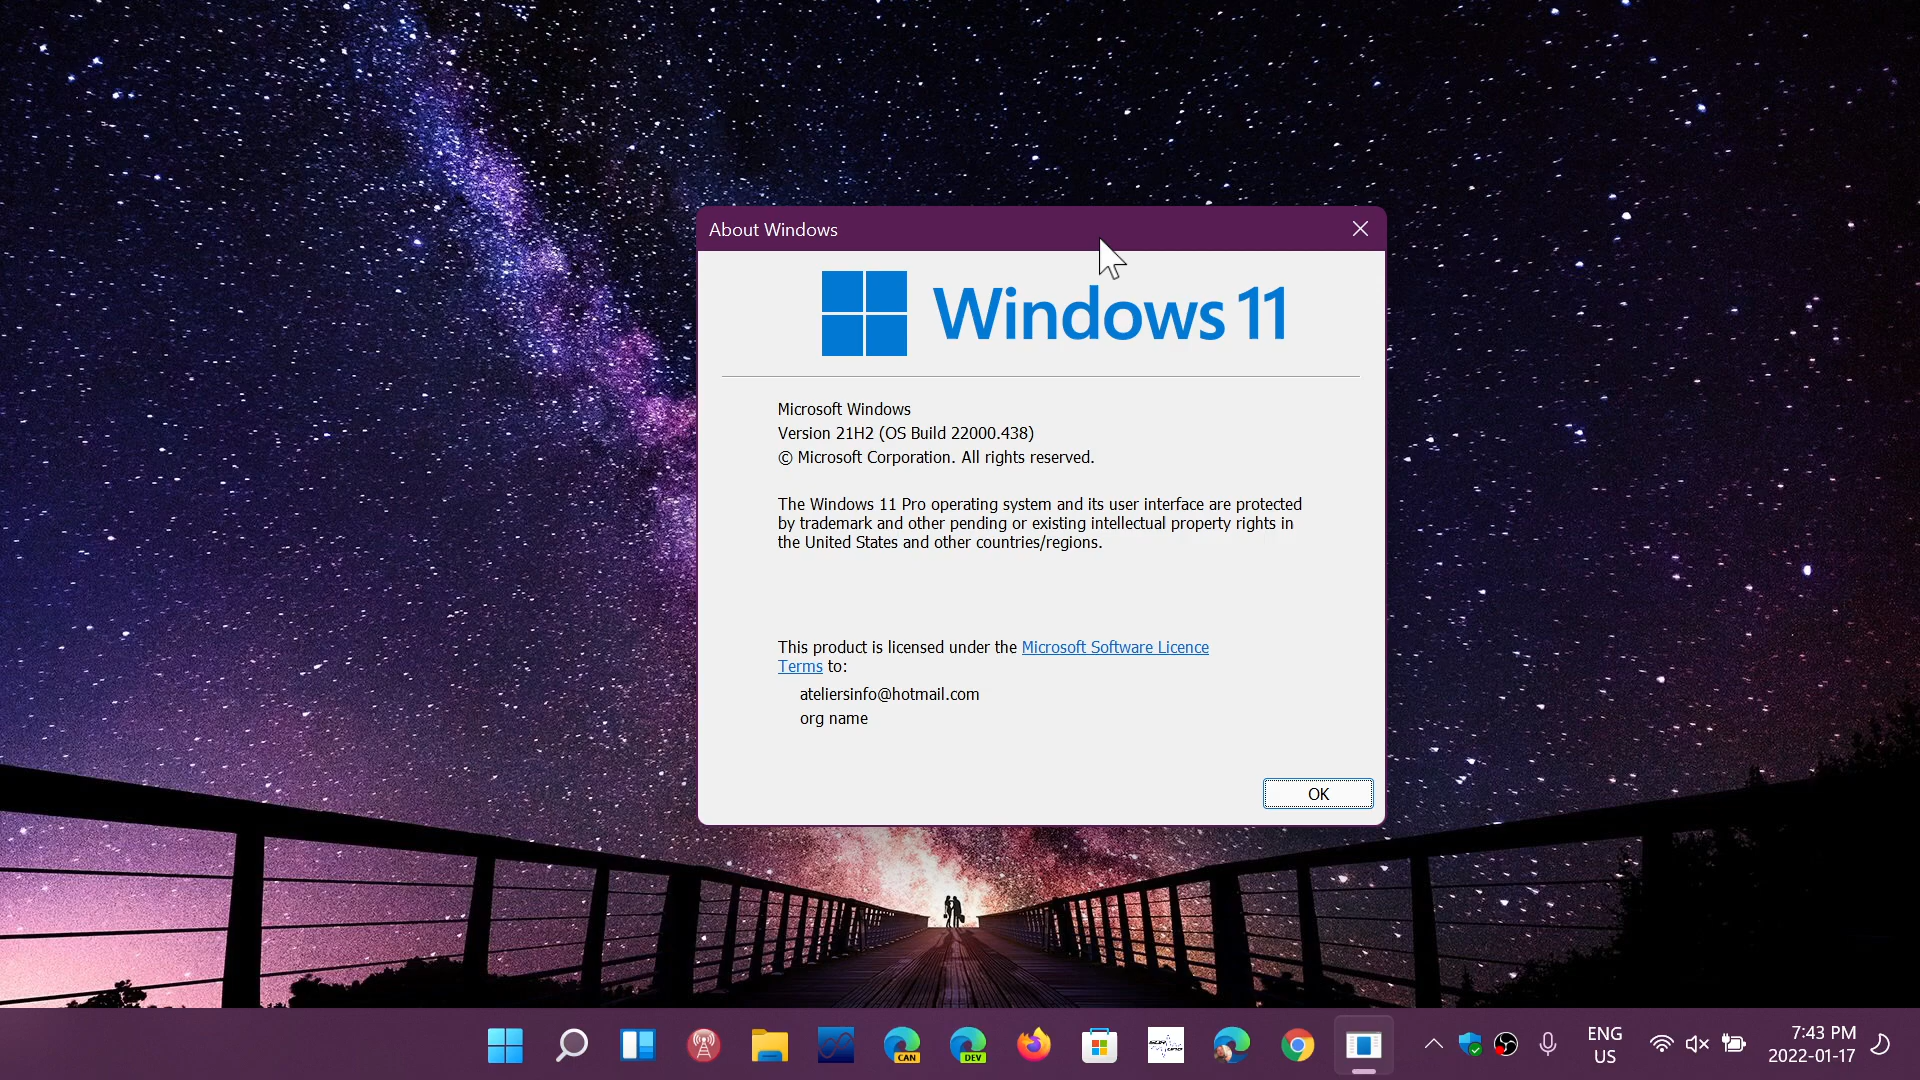 About Windows
Windows 11
Microsoft Windows
Version 21H2 (OS Build 22000.438)
© Microsoft Corporation. All rights reserved.
The Windows 11 Pro operating system and its user interface are protected
by trademark and other pending or existing intellectual property rights in
the United States and other countries/regions.
This product is licensed under the Microsoft Software Licence
Terms to:
ateliersinfo@hotmail.com
org name
OK
CAN
DEV
ENG
US
7:43 PM
2022-01-17